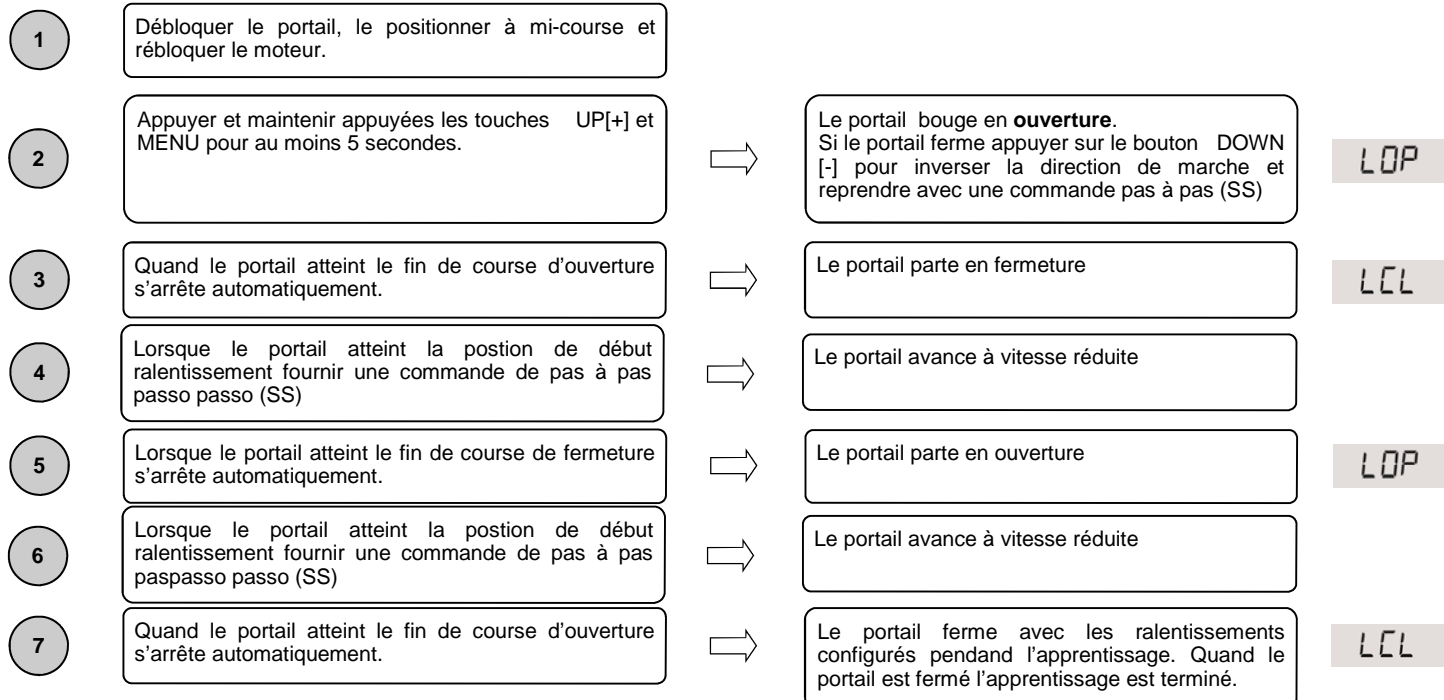 1
Débloquer le portail, le positionner à mi-course et
rébloquer le moteur.
2
Appuyer et maintenir appuyées les touches UP[+] et
MENU pour au moins 5 secondes.
Le portail bouge en ouverture.
Si le portail ferme appuyer sur le bouton DOWN
[-] pour inverser la direction de marche et
reprendre avec une commande pas à pas (SS)
LOP
3
Quand le portail atteint le fin de course d’ouverture
s’arrête automatiquement.
Le portail parte en fermeture
LCL
4
Lorsque le portail atteint la postion de début
ralentissement fournir une commande de pas à pas
passo passo (SS)
Le portail avance à vitesse réduite
5
Lorsque le portail atteint le fin de course de fermeture
s’arrête automatiquement.
Le portail parte en ouverture
LOP
6
Lorsque le portail atteint la postion de début
ralentissement fournir une commande de pas à pas
paspasso passo (SS)
Le portail avance à vitesse réduite
7
Quand le portail atteint le fin de course d’ouverture
s’arrête automatiquement.
Le portail ferme avec les ralentissements
configurés pendand l’apprentissage. Quand le
portail est fermé l’apprentissage est terminé.
LCL